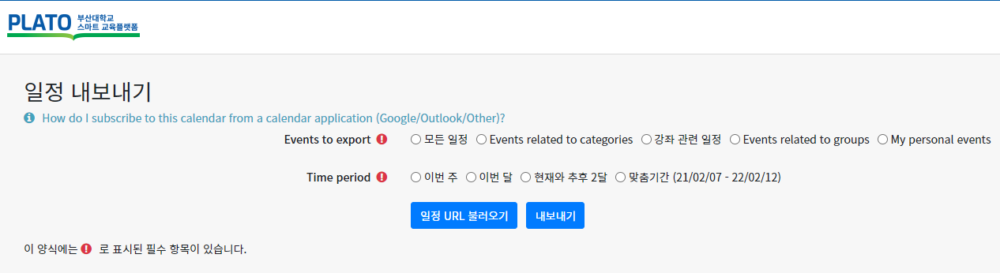 PLATO 부산대학교
스마트 교육플랫폼
일정 내보내기
How do I subscribe to this calendar from a calendar application (Google/Outlook/Other)?
Events to export 모든 일정 Events related to categories 강좌 관련 일정 Events related to groups My personal events
Time period 이번 주 이번 달 현재와 추후 2달 맞춤기간 (21/02/07 - 22/02/12)
일정 URL 불러오기 내보내기
이 양식에는 로 표시된 필수 항목이 있습니다.